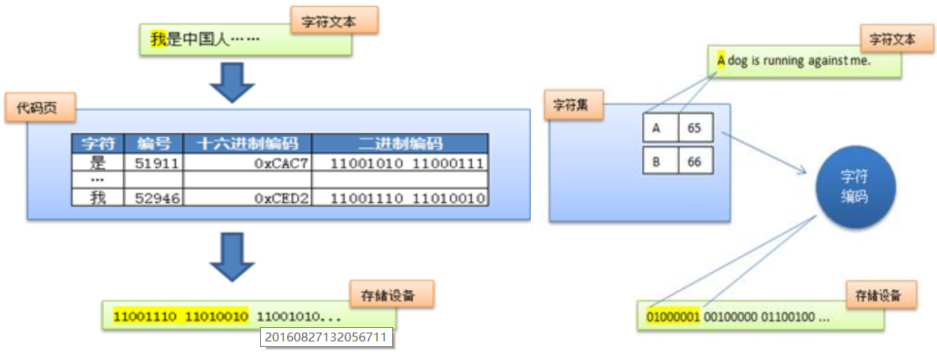 字符文本
我是中国人……
代码页
字符 编号 十六进制编码 二进制编码
是 51911 0xCAC7 11001010 11000111
…
我 52946 0xCED2 11001110 11010010
存储设备
11001110 11010010 11001010...
20160827132056711
字符文本
A dog is running against me.
字符集
A 65
B 66
字符
编码
存储设备
01000001 00100000 01100100 ...